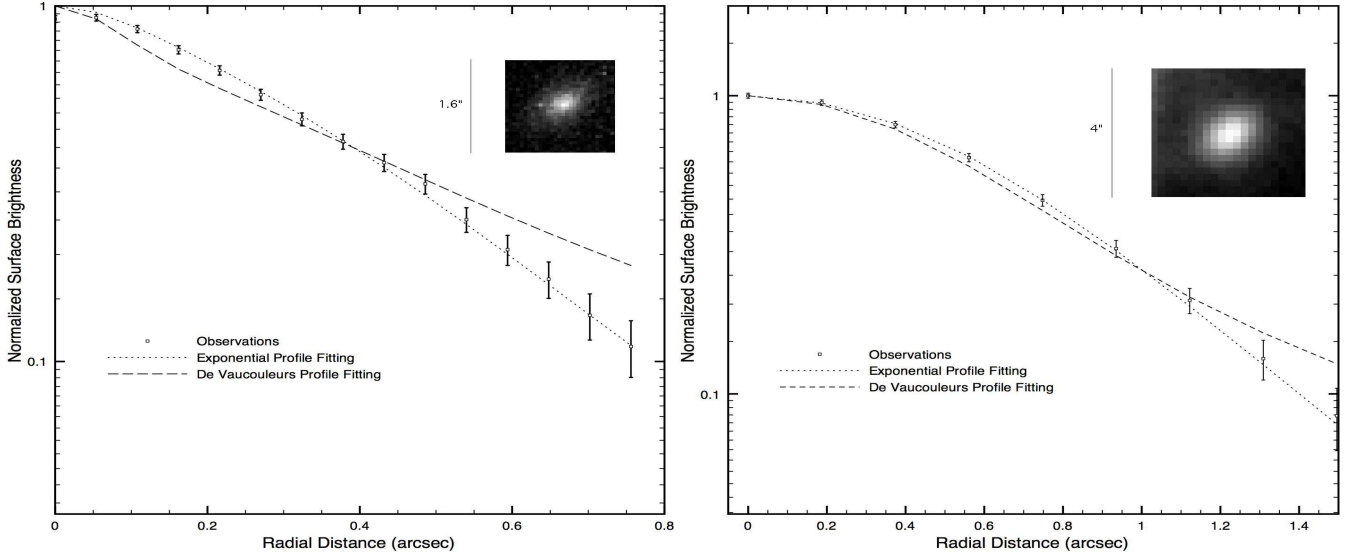 Normalized Surface Brightness
1
0.1
1.6"
Observations
Exponential Profile Fitting
De Vaucouleurs Profile Fitting
0
0.2
0.4
0.6
0.8
Radial Distance (arcsec)
Normalized Surface Brightness
1
0.1
4"
Observations
Exponential Profile Fitting
De Vaucouleurs Profile Fitting
0
0.2
0.4
0.6
0.8
1
1.2
1.4
Radial Distance (arcsec)